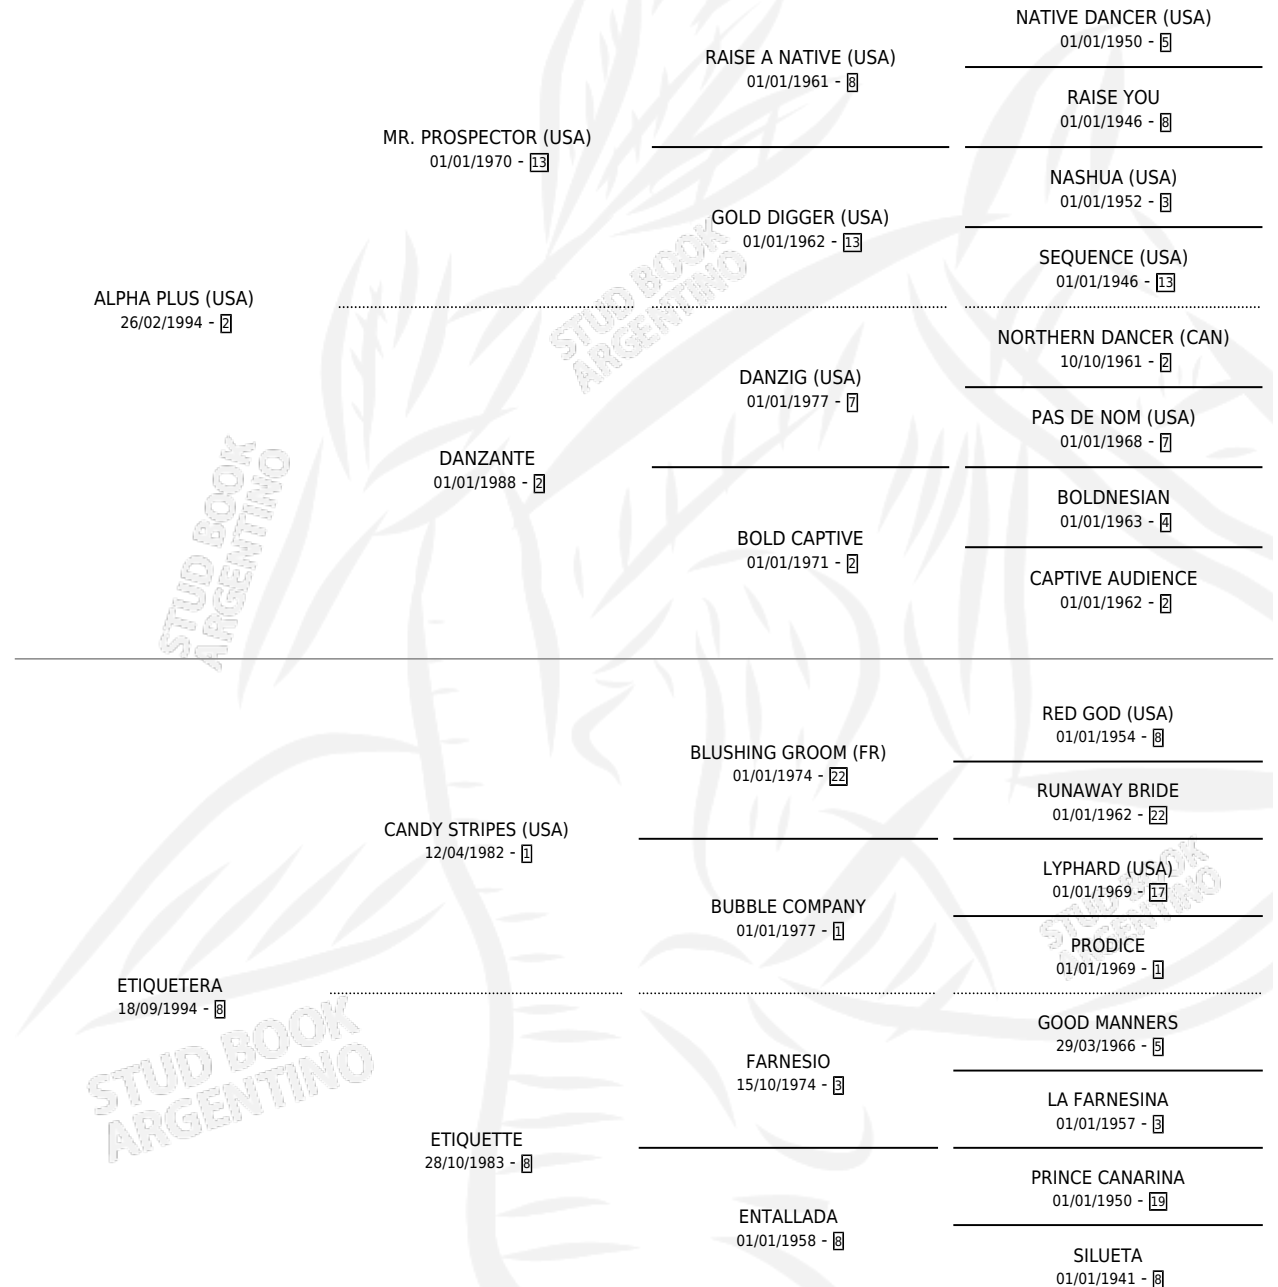 NATIVE DANCER (USA)
01/01/1950 - 5
RAISE A NATIVE (USA)
01/01/1961 - 8
RAISE YOU
01/01/1946 - 8
MR. PROSPECTOR (USA)
01/01/1970 - 13
NASHUA (USA)
01/01/1952 - 3
GOLD DIGGER (USA)
01/01/1962 - 13
SEQUENCE (USA)
01/01/1946 - 13
ALPHA PLUS (USA)
26/02/1994 - 2
STUD BOOK
ARGENTINO
NORTHERN DANCER (CAN)
10/10/1961 - 2
DANZIG (USA)
01/01/1977 - 7
PAS DE NOM (USA)
01/01/1968 - 7
DANZANTE
01/01/1988 - 2
BOLDNESIAN
01/01/1963 - 4
BOLD CAPTIVE
01/01/1971 - 2
CAPTIVE AUDIENCE
01/01/1962 - 2
STUD BOOK
ARGENTINO
RED GOD (USA)
01/01/1954 - 8
BLUSHING GROOM (FR)
01/01/1974 - 22
RUNAWAY BRIDE
01/01/1962 - 22
CANDY STRIPES (USA)
12/04/1982 - 1
LYPHARD (USA)
01/01/1969 - 17
BUBBLE COMPANY
01/01/1977 - 1
STUD BOOK
ARGENTINO
PRODICE
01/01/1969 - 1
ETIQUETERA
18/09/1994 - 8
STUD BOOK
ARGENTINO
GOOD MANNERS
29/03/1966 - 5
FARNESIO
15/10/1974 - 3
LA FARNESINA
01/01/1957 - 3
ETIQUETTE
28/10/1983 - 8
PRINCE CANARINA
01/01/1950 - 19
ENTALLADA
01/01/1958 - 8
SILUETA
01/01/1941 - 8